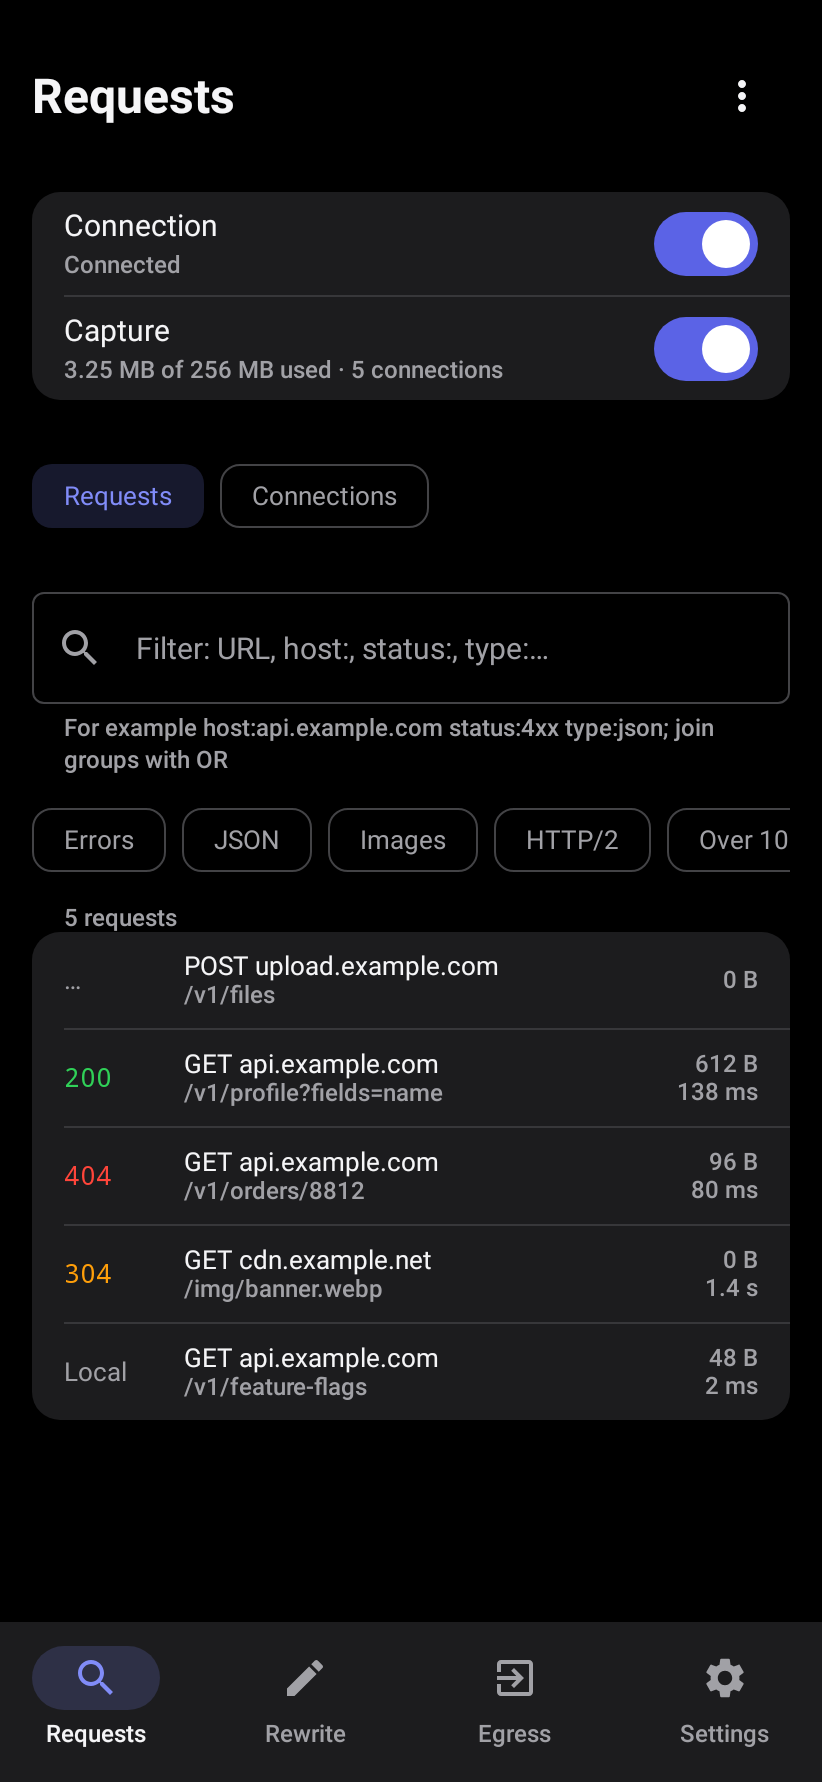 Requests
Connection
Connected
Capture
3.25 MB of 256 MB used · 5 connections
Requests
Connections
Filter: URL, host:, status:, type:…
For example host:api.example.com status:4xx type:json; join
groups with OR
Errors
JSON
Images
HTTP/2
Over 10
5 requests
…
POST upload.example.com
/v1/files
0 B
200
GET api.example.com
/v1/profile?fields=name
612 B
138 ms
404
GET api.example.com
/v1/orders/8812
96 B
80 ms
304
GET cdn.example.net
/img/banner.webp
0 B
1.4 s
Local
GET api.example.com
/v1/feature-flags
48 B
2 ms
Requests
Rewrite
Egress
Settings